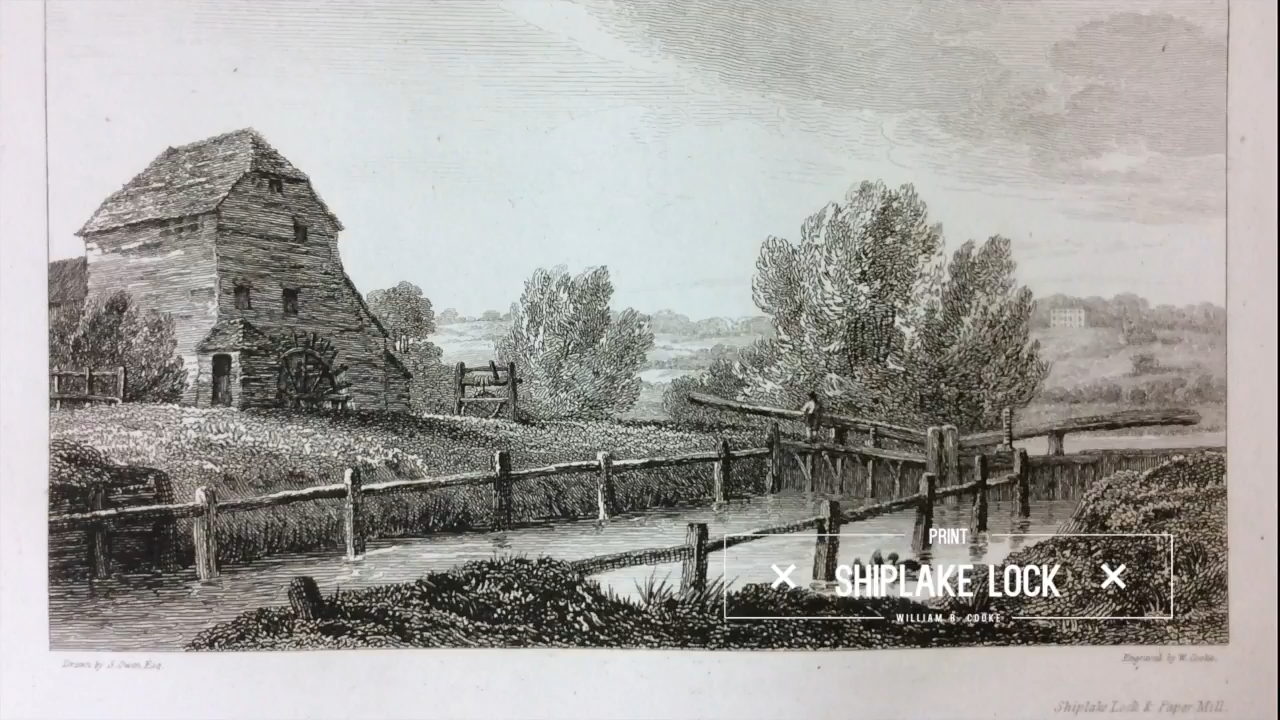 PRINT
SHIPLAKE LOCK
WILLIAM B. COOKE
Drawn by S. Owen, Esq.
Engraved by W. Cooke.
Shiplake Lock & Paper Mill.